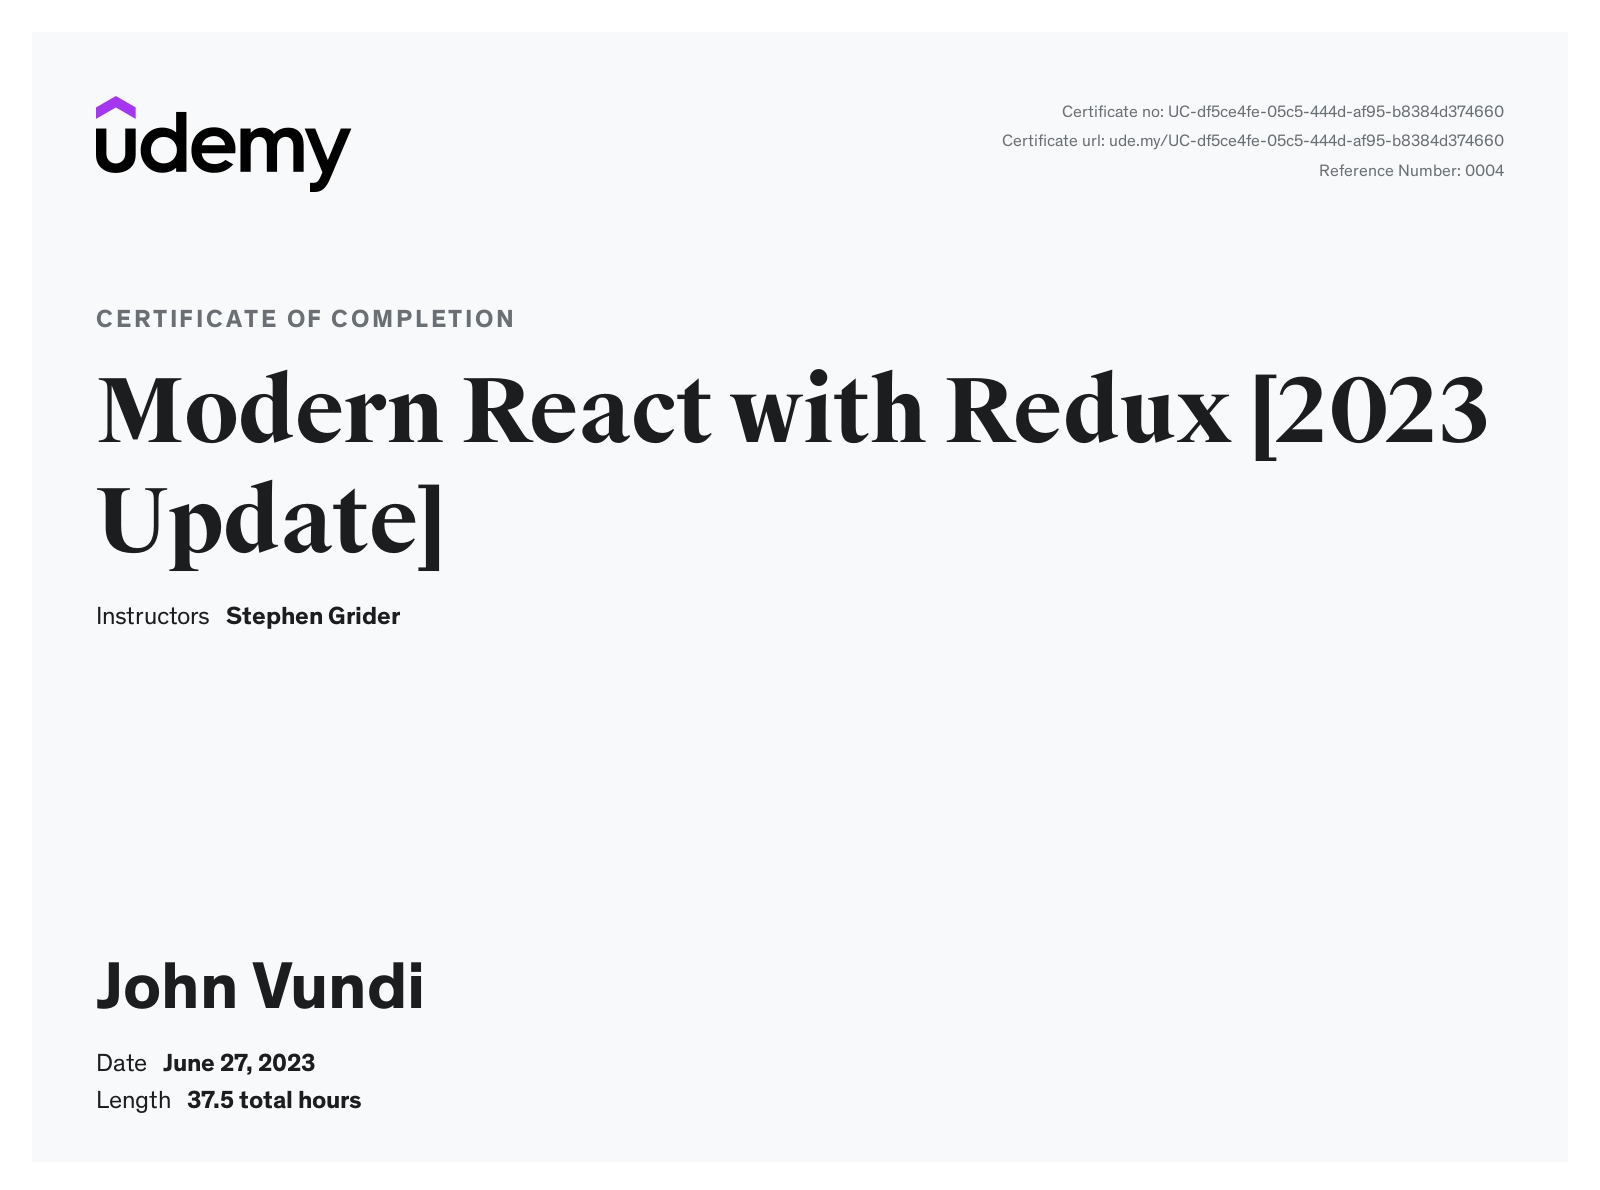 udemy
Certificate no: UC-df5ce4fe-05c5-444d-af95-b8384d374660
Certificate url: ude.my/UC-df5ce4fe-05c5-444d-af95-b8384d374660
Reference Number: 0004
CERTIFICATE OF COMPLETION
Modern React with Redux [2023
Update]
Instructors Stephen Grider
John Vundi
Date June 27, 2023
Length 37.5 total hours